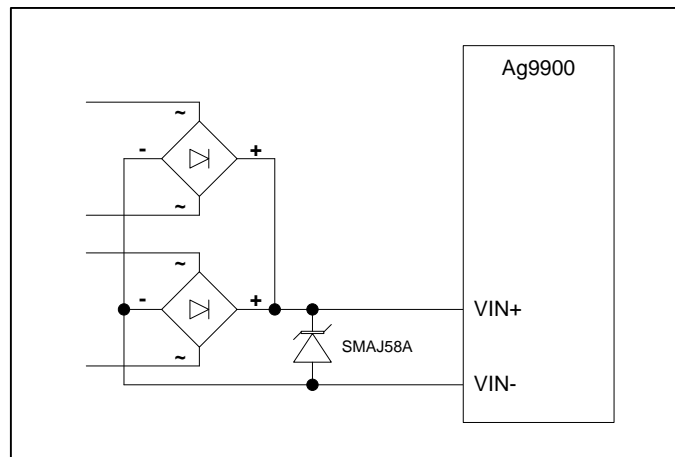 Ag9900
~
- +
~
~
- +
VIN+
SMAJ58A
~
VIN-